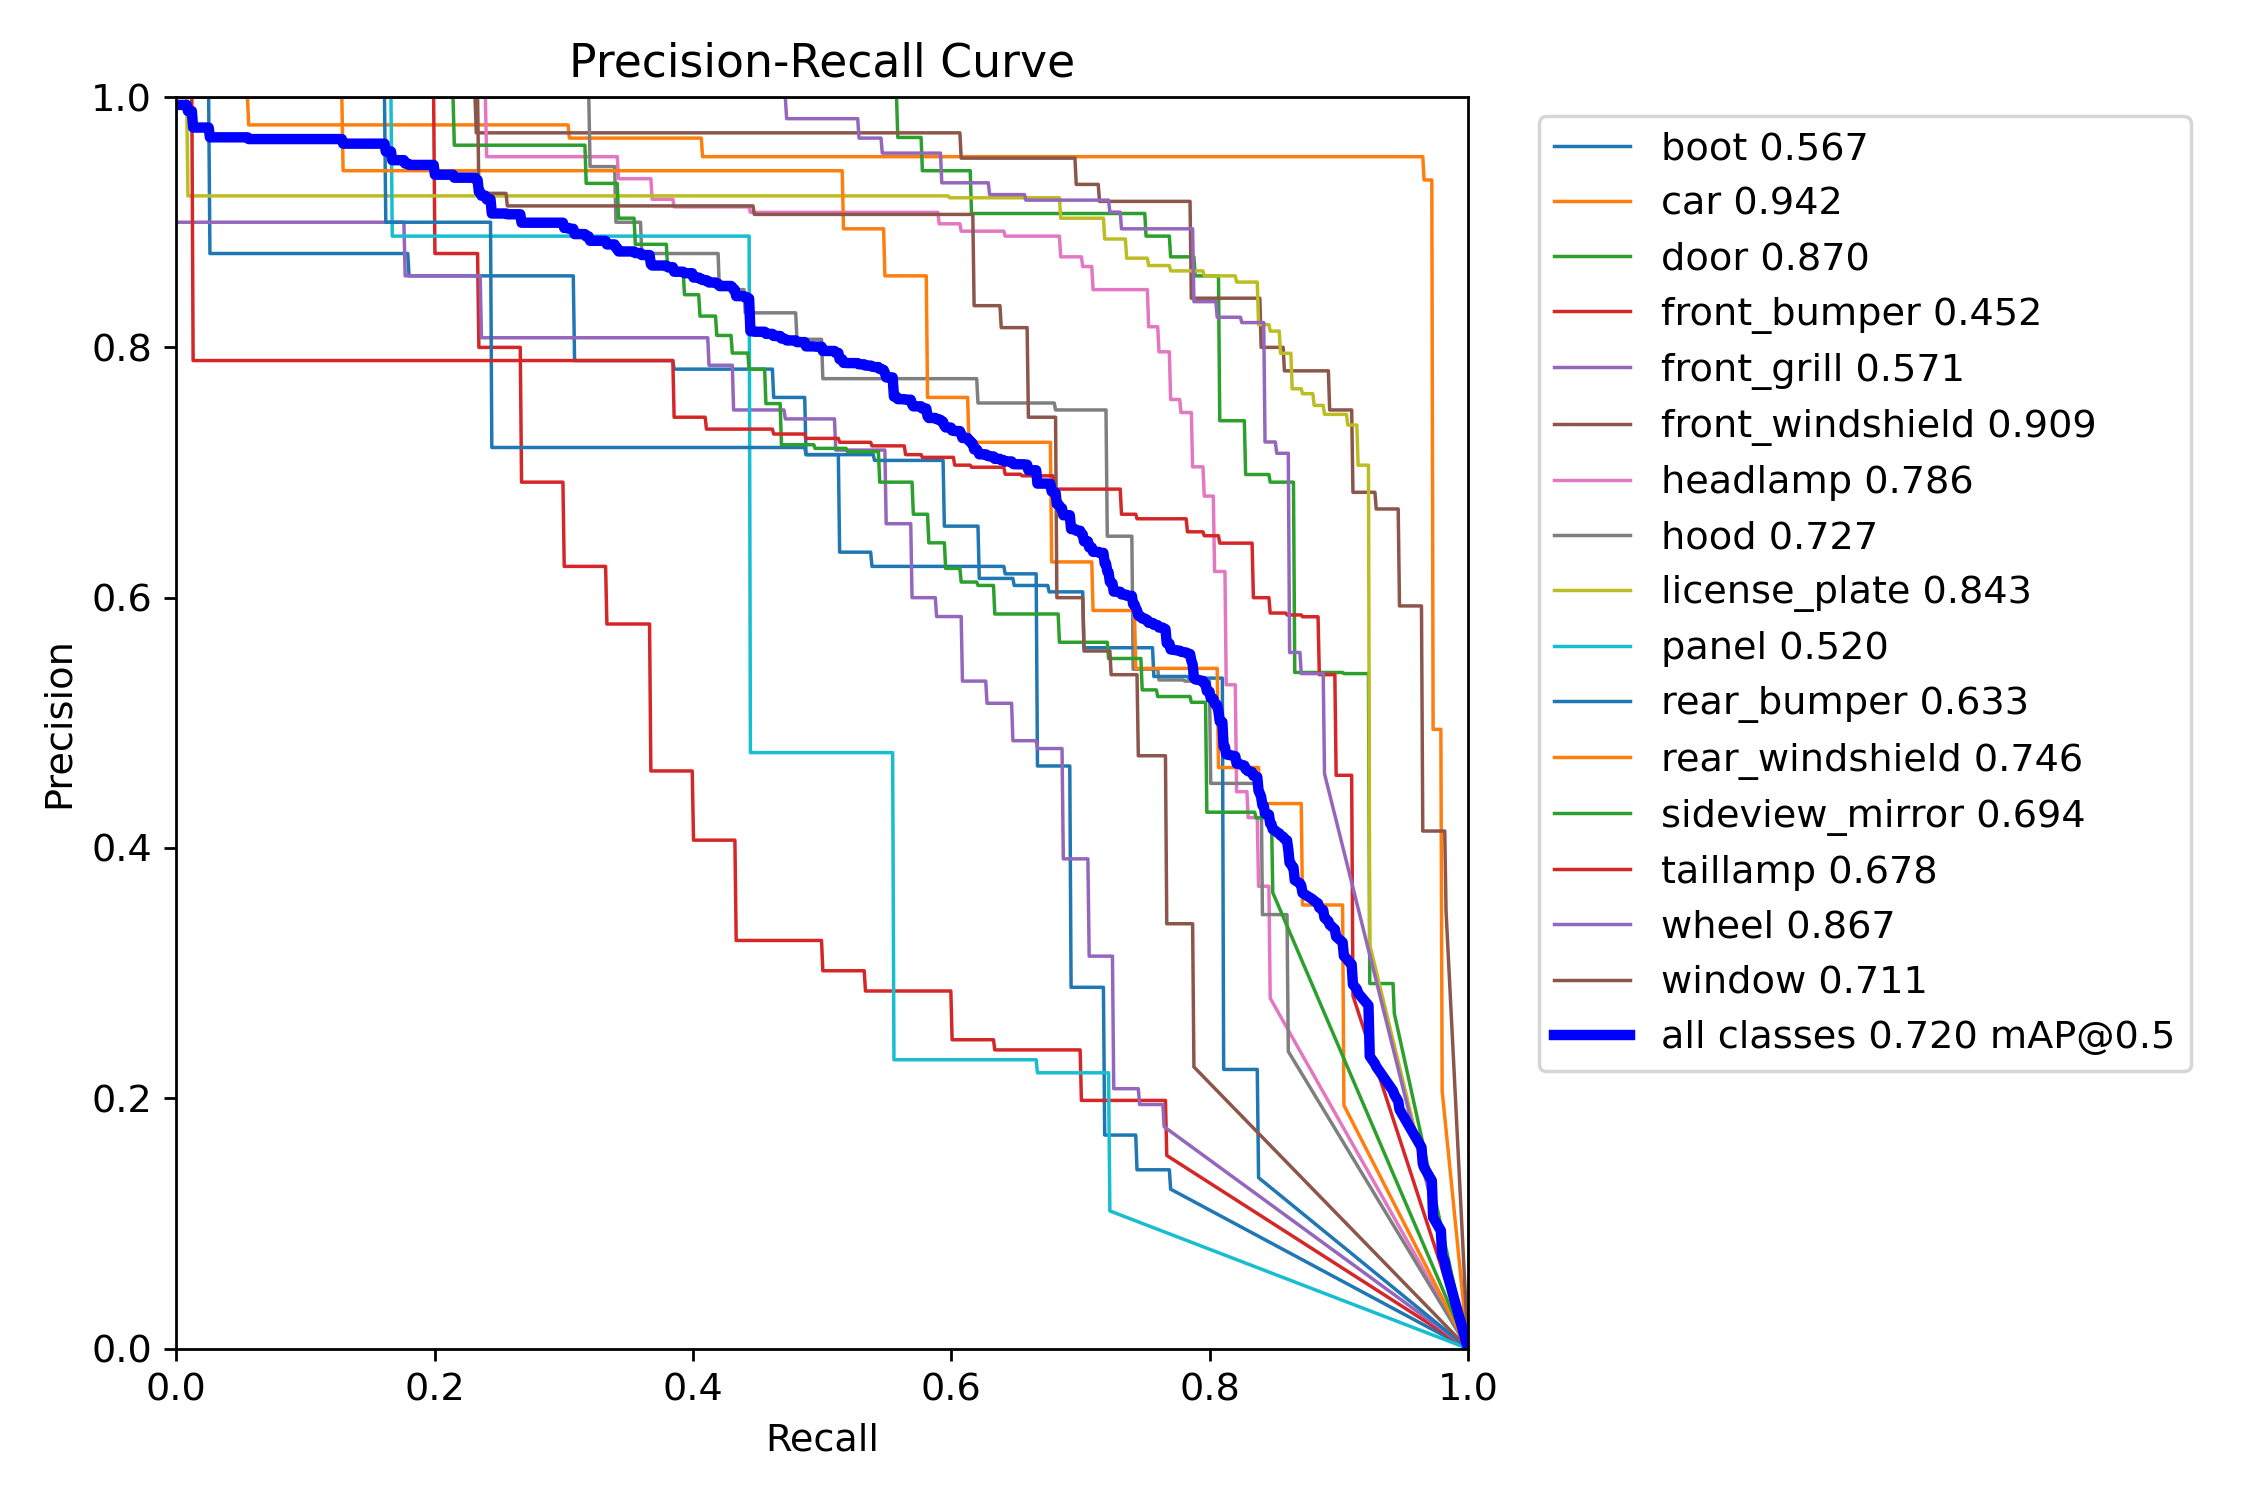 Precision-Recall Curve
1.0
0.8
0.6
0.4
0.2
0.0
Precision
0.0 0.2 0.4 0.6 0.8 1.0
Recall
boot 0.567
car 0.942
door 0.870
front_bumper 0.452
front_grill 0.571
front_windshield 0.909
headlamp 0.786
hood 0.727
license_plate 0.843
panel 0.520
rear_bumper 0.633
rear_windshield 0.746
sideview_mirror 0.694
taillamp 0.678
wheel 0.867
window 0.711
all classes 0.720 mAP@0.5